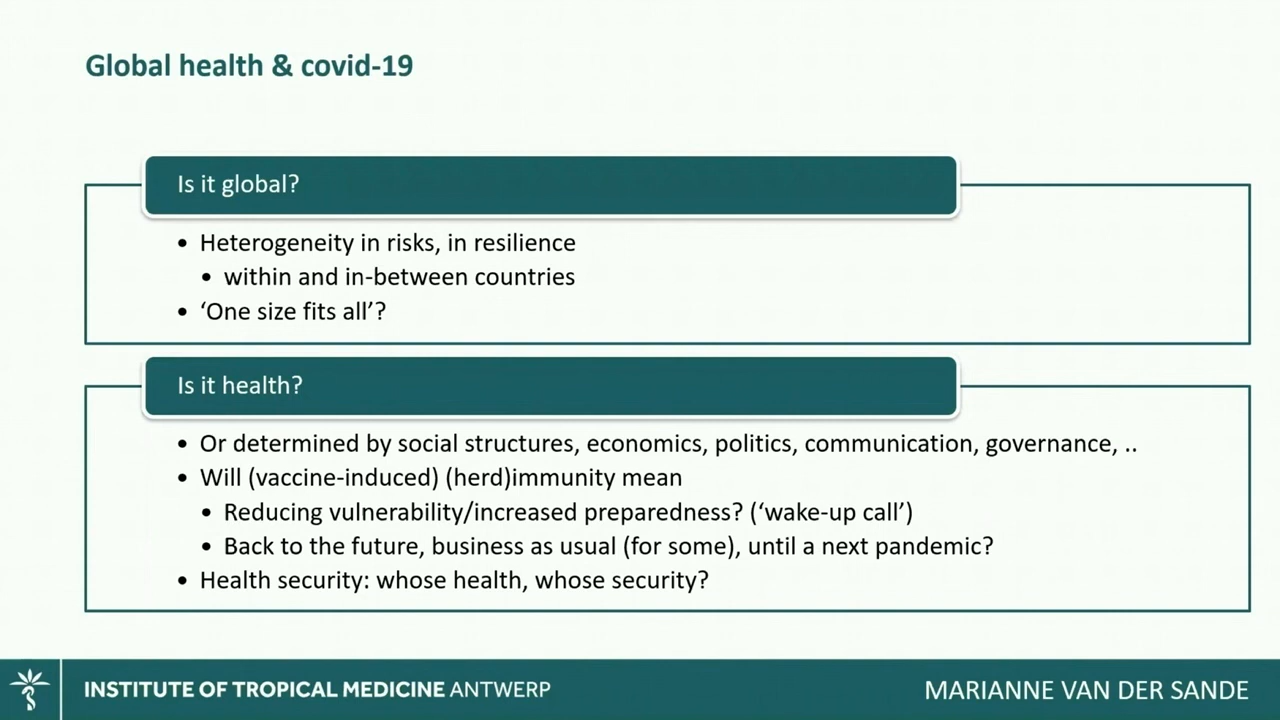 Global health & covid-19
Is it global?
• Heterogeneity in risks, in resilience
• within and in-between countries
• ‘One size fits all’?
Is it health?
• Or determined by social structures, economics, politics, communication, governance, ..
• Will (vaccine-induced) (herd)immunity mean
• Reducing vulnerability/increased preparedness? (‘wake-up call’)
• Back to the future, business as usual (for some), until a next pandemic?
• Health security: whose health, whose security?
INSTITUTE OF TROPICAL MEDICINE ANTWERP
MARIANNE VAN DER SANDE